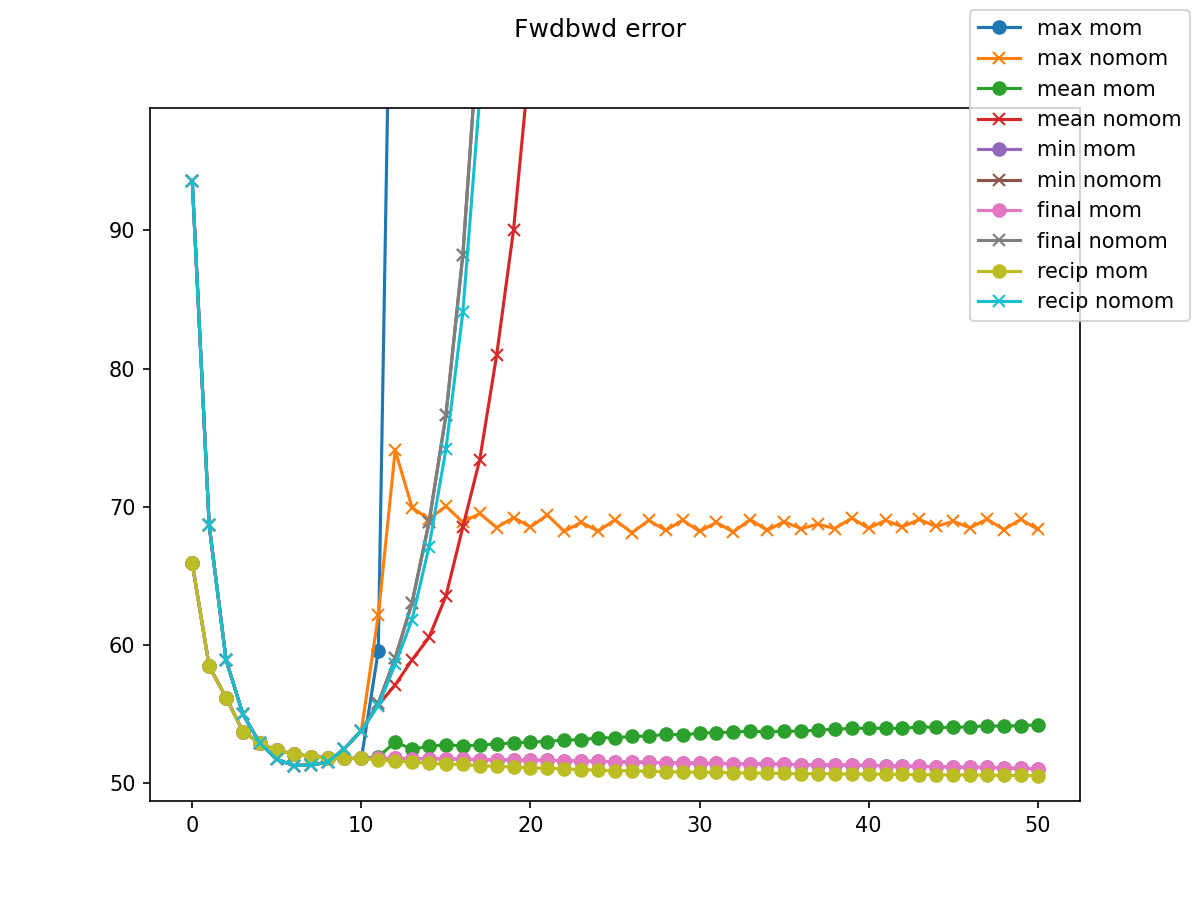 Fwdbwd error
max mom
max nomom
mean mom
mean nomom
min mom
min nomom
final mom
final nomom
recip mom
recip nomom
90
80
70
60
50
0 10 20 30 40 50